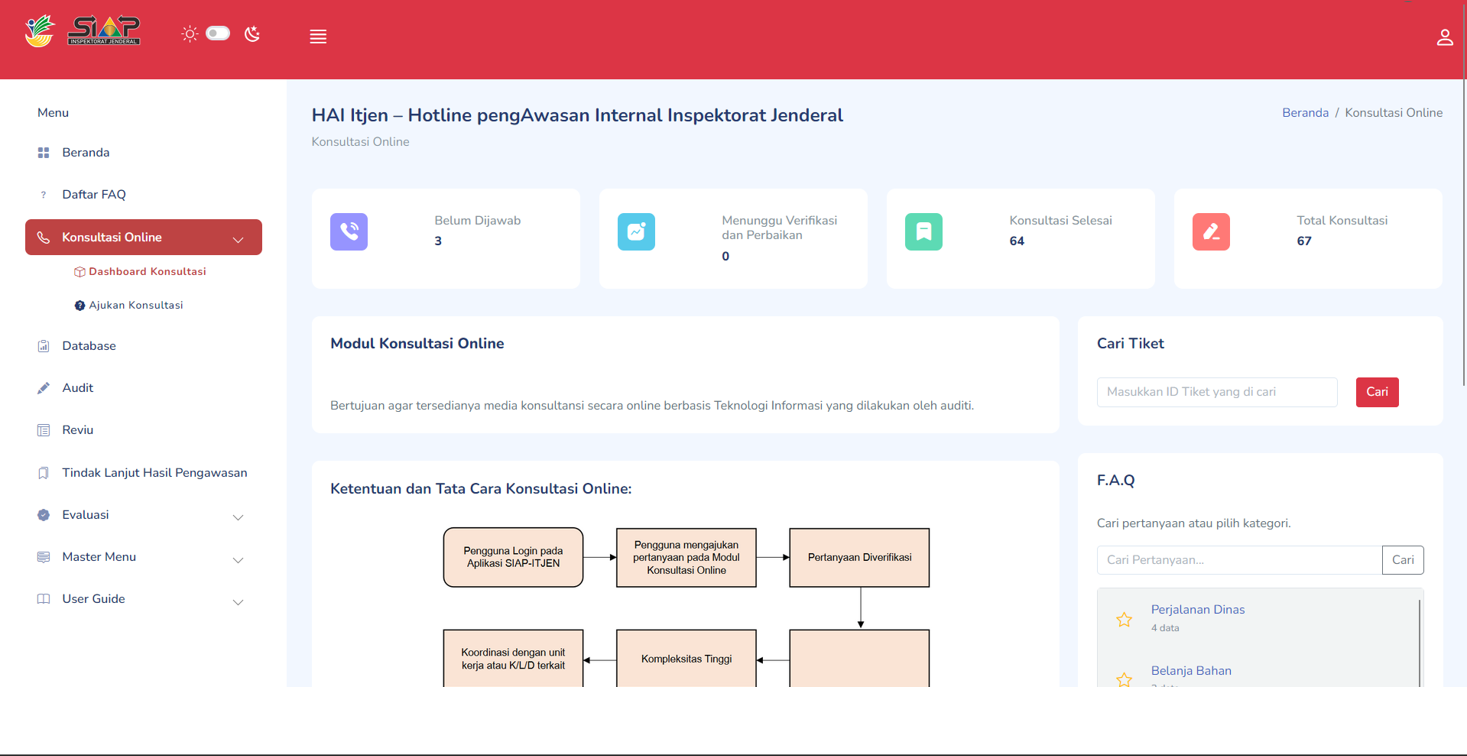 SIAP
INSPEKTORAT JENDERAL
Menu
Beranda
? Daftar FAQ
Konsultasi Online
Dashboard Konsultasi
? Ajukan Konsultasi
Database
Audit
Reviu
Tindak Lanjut Hasil Pengawasan
Evaluasi
Master Menu
User Guide
HAI Itjen – Hotline pengAwasan Internal Inspektorat Jenderal
Konsultasi Online
Beranda / Konsultasi Online
Belum Dijawab
3
Menunggu Verifikasi
dan Perbaikan
0
Konsultasi Selesai
64
Total Konsultasi
67
Modul Konsultasi Online
Bertujuan agar tersedianya media konsultansi secara online berbasis Teknologi Informasi yang dilakukan oleh auditi.
Cari Tiket
Masukkan ID Tiket yang di cari
Cari
Ketentuan dan Tata Cara Konsultasi Online:
Pengguna Login pada
Aplikasi SIAP-ITJEN
Pengguna mengajukan
pertanyaan pada Modul
Konsultasi Online
Pertanyaan Diverifikasi
Koordinasi dengan unit
kerja atau K/L/D terkait
Kompleksitas Tinggi
F.A.Q
Cari pertanyaan atau pilih kategori.
Cari Pertanyaan...
Cari
Perjalanan Dinas
4 data
Belanja Bahan